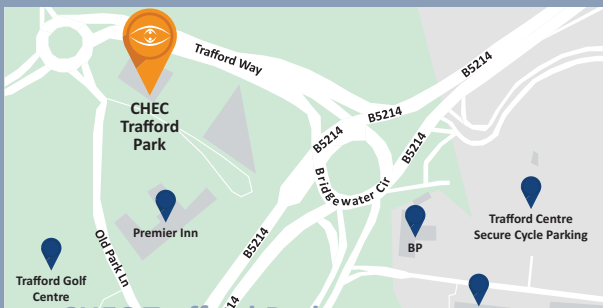 Trafford Way
B5214
CHEC
Trafford
Park
B5214
B5214
B5214
Bridgewater Cir
Premier Inn
BP
Trafford Centre
Secure Cycle Parking
Old Park Ln
B5214
Trafford Golf
Centre